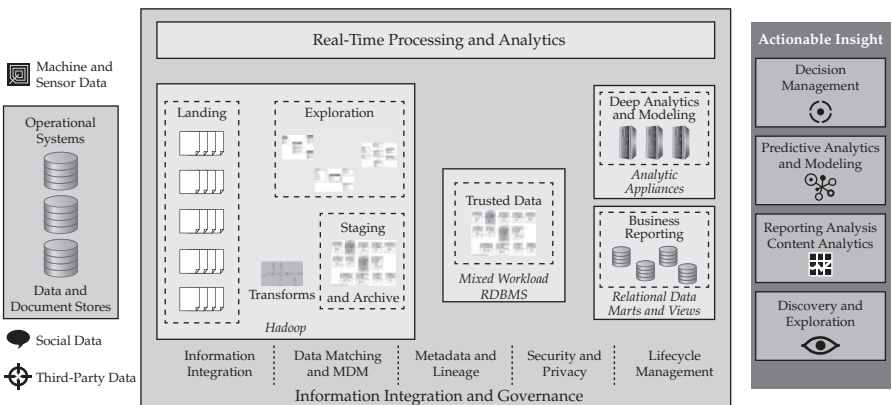 Real-Time Processing and Analytics
Machine and
Sensor Data
Operational
Systems
Data and
Document Stores
Social Data
Third-Party Data
Landing
Exploration
Staging
and Archive
Transforms
Hadoop
Trusted Data
Mixed Workload
RDBMS
Deep Analytics
and Modeling
Analytic
Appliances
Business
Reporting
Relational Data
Marts and Views
Information
Integration
Data Matching
and MDM
Metadata and
Lineage
Security and
Privacy
Lifecycle
Management
Information Integration and Governance
Actionable Insight
Decision
Management
Predictive Analytics
and Modeling
Reporting Analysis
Content Analytics
Discovery and
Exploration